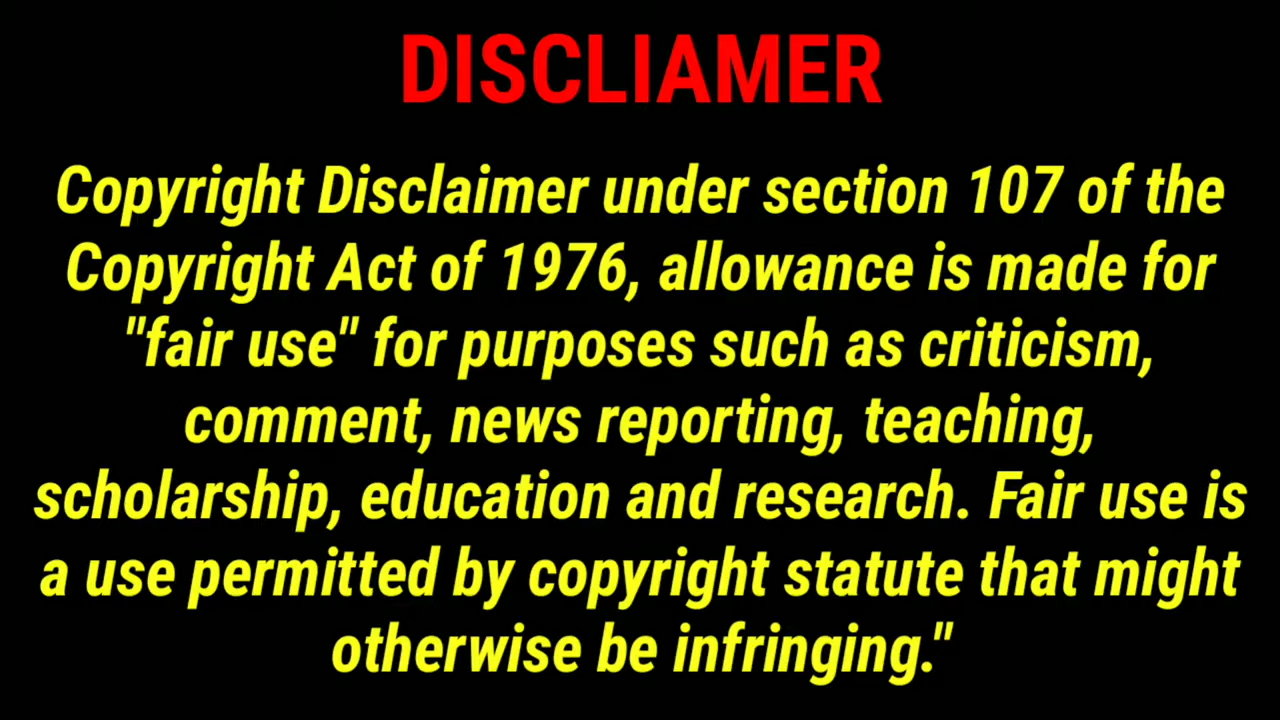 DISCLIAMER
Copyright Disclaimer under section 107 of the
Copyright Act of 1976, allowance is made for
"fair use" for purposes such as criticism,
comment, news reporting, teaching,
scholarship, education and research. Fair use is
a use permitted by copyright statute that might
otherwise be infringing."